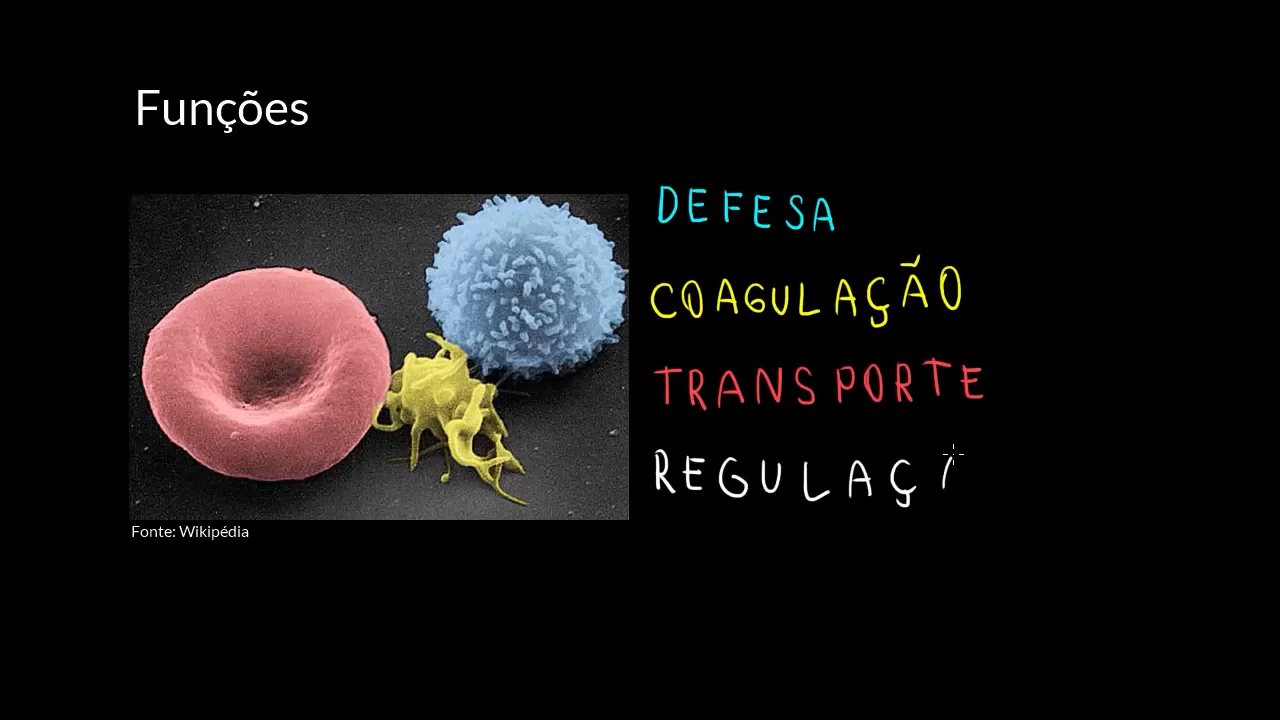 Funções
DEFESA
COAGULAÇÃO
TRANSPORTE
REGULAÇ
Fonte: Wikipédia